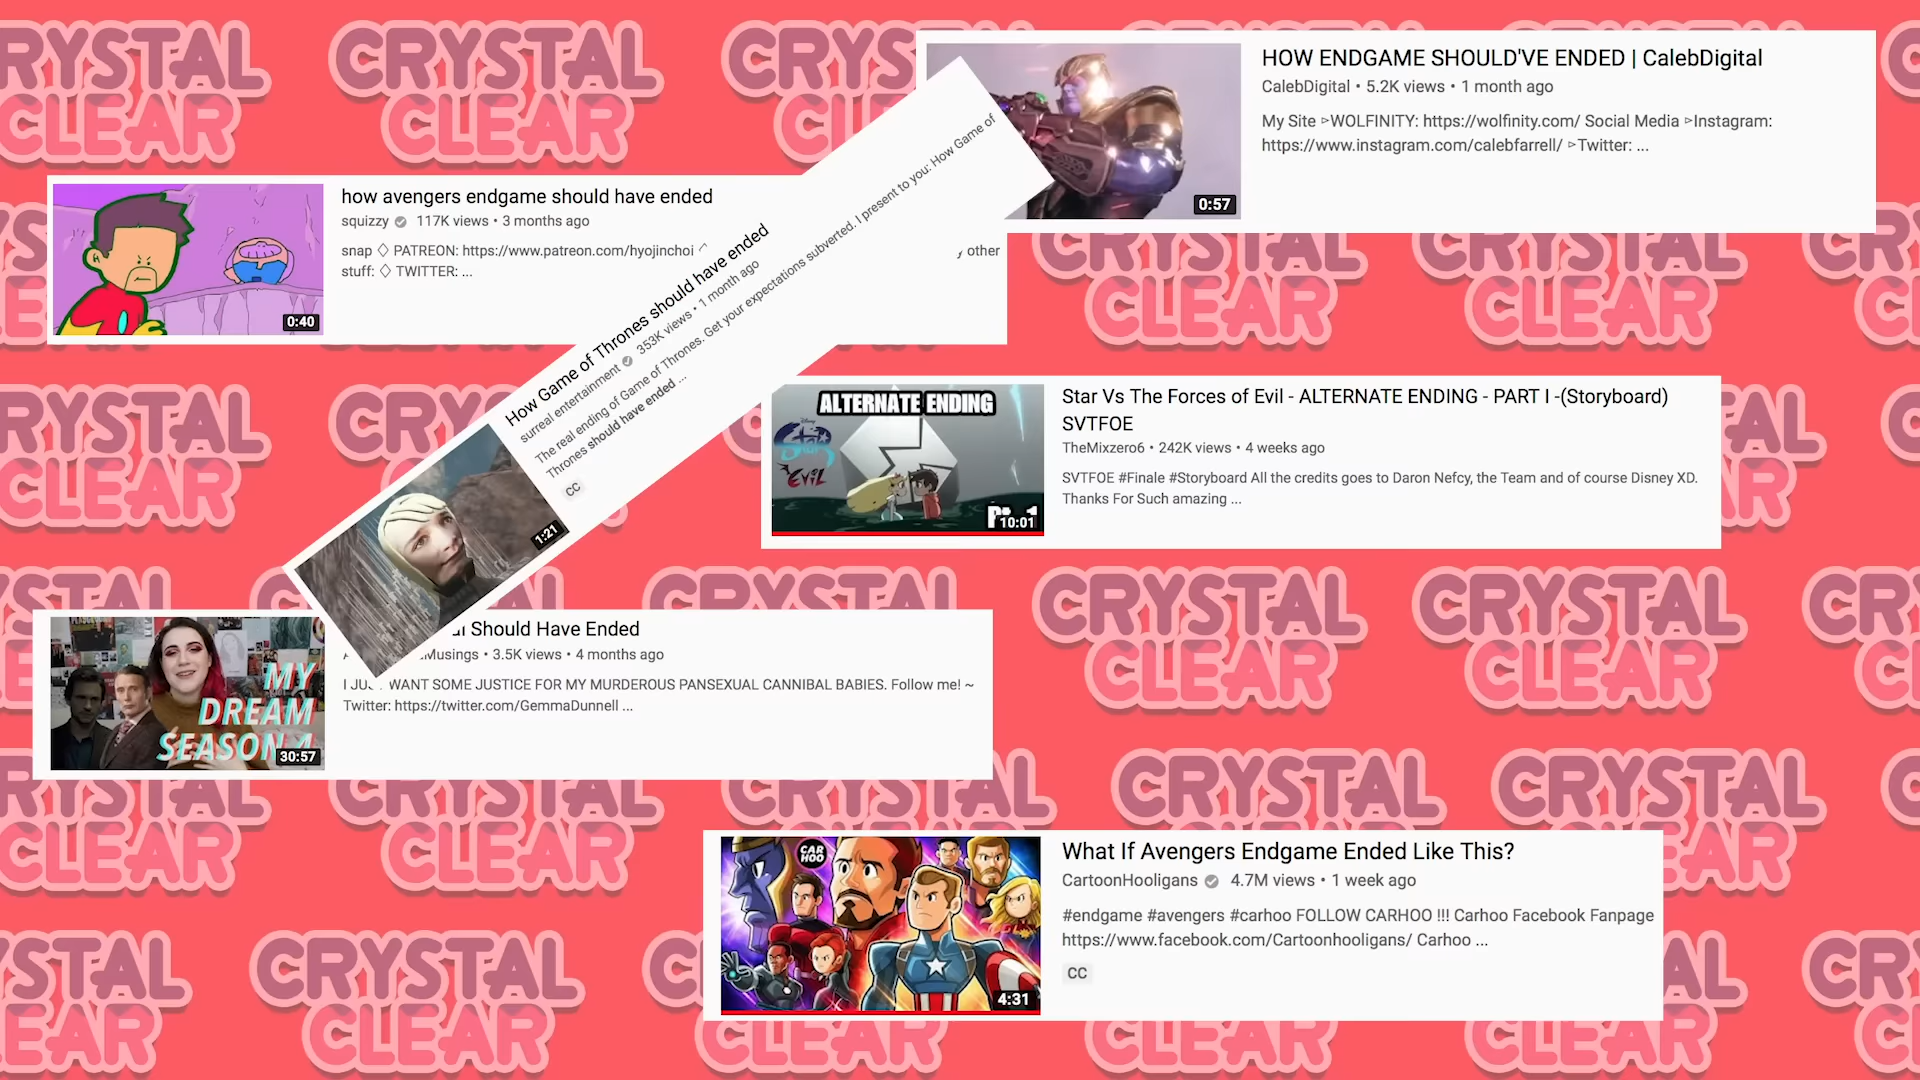 CRYSTAL
CLEAR
HOW ENDGAME SHOULD'VE ENDED | CalebDigital
CalebDigital • 5.2K views • 1 month ago
My Site ▻WOLFINITY: https://wolfinity.com/ Social Media ▻Instagram:
https://www.instagram.com/calebfarrell/ ▻Twitter: ...
0:57
how avengers endgame should have ended
squizzy 117K views • 3 months ago
snap ♢ PATREON: https://www.patreon.com/hyojinchoi other
stuff: ♢ TWITTER: ...
0:40
How Game of Thrones should have ended
surreal entertainment 353K views • 1 month ago
The real ending of Game of Thrones. Get your expectations subverted. I present to you: How Game of
Thrones should have ended ...
CC
1:21
ALTERNATE ENDING
Star
EVIL
10:01
Star Vs The Forces of Evil - ALTERNATE ENDING - PART I -(Storyboard)
SVTFOE
TheMixzero6 • 242K views • 4 weeks ago
SVTFOE #Finale #Storyboard All the credits goes to Daron Nefcy, the Team and of course Disney XD.
Thanks For Such amazing ...
Should Have Ended
Musings • 3.5K views • 4 months ago
I WANT SOME JUSTICE FOR MY MURDEROUS PANSEXUAL CANNIBAL BABIES. Follow me! ~
Twitter: https://twitter.com/GemmaDunnell ...
MY
DREAM
SEASON 4
30:57
CAR
HOO
4:31
What If Avengers Endgame Ended Like This?
CartoonHooligans 4.7M views • 1 week ago
#endgame #avengers #carhoo FOLLOW CARHOO !!! Carhoo Facebook Fanpage
https://www.facebook.com/Cartoonhooligans/ Carhoo ...
CC